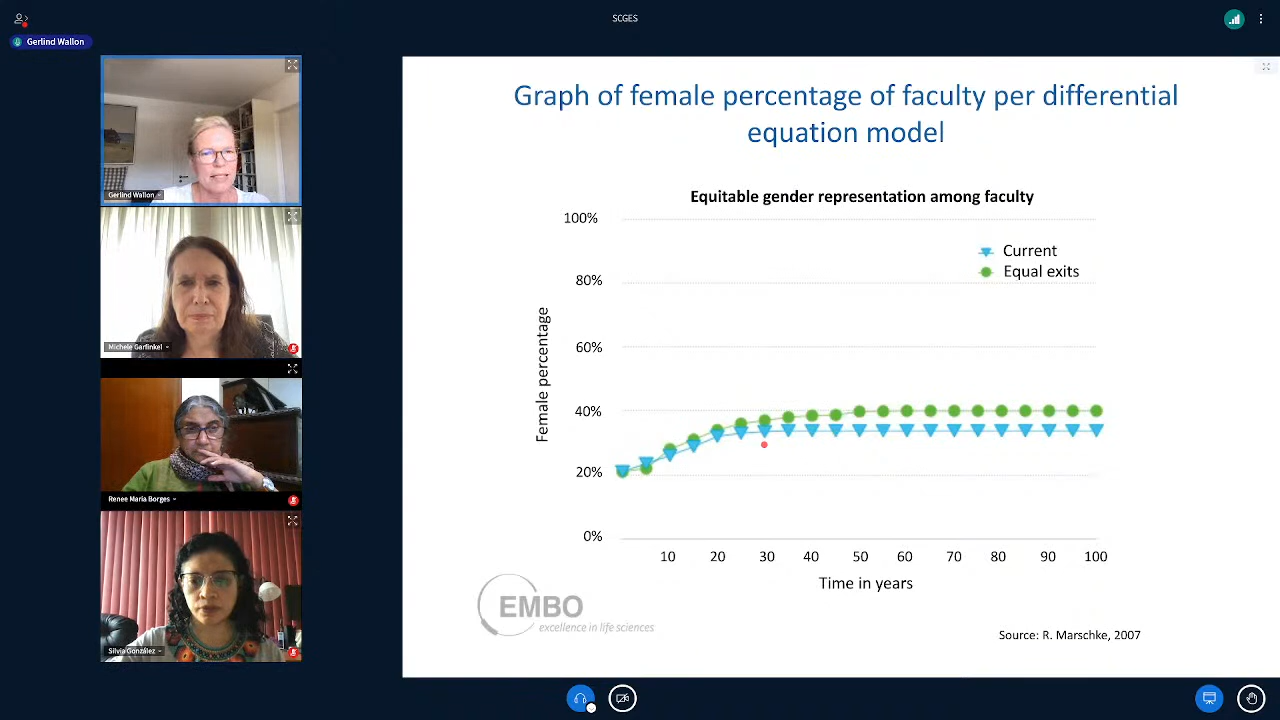 SCGES
Gerlind Wallon
Gerlind Wallon
Michele Garfinkel
Renee Maria Borges
Silvia González
Graph of female percentage of faculty per differential
equation model
Equitable gender representation among faculty
100%
80%
60%
40%
20%
0%
Female percentage
Current
Equal exits
10 20 30 40 50 60 70 80 90 100
Time in years
EMBO
excellence in life sciences
Source: R. Marschke, 2007